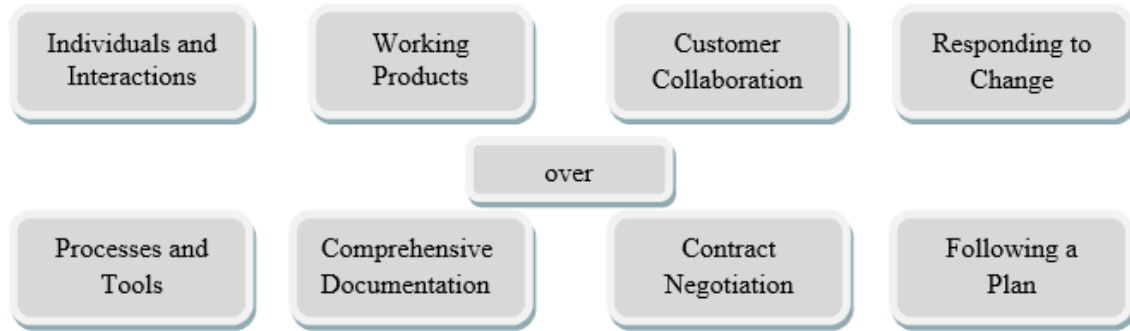 Individuals and
Interactions
Working
Products
Customer
Collaboration
Responding to
Change
over
Processes and
Tools
Comprehensive
Documentation
Contract
Negotiation
Following a
Plan